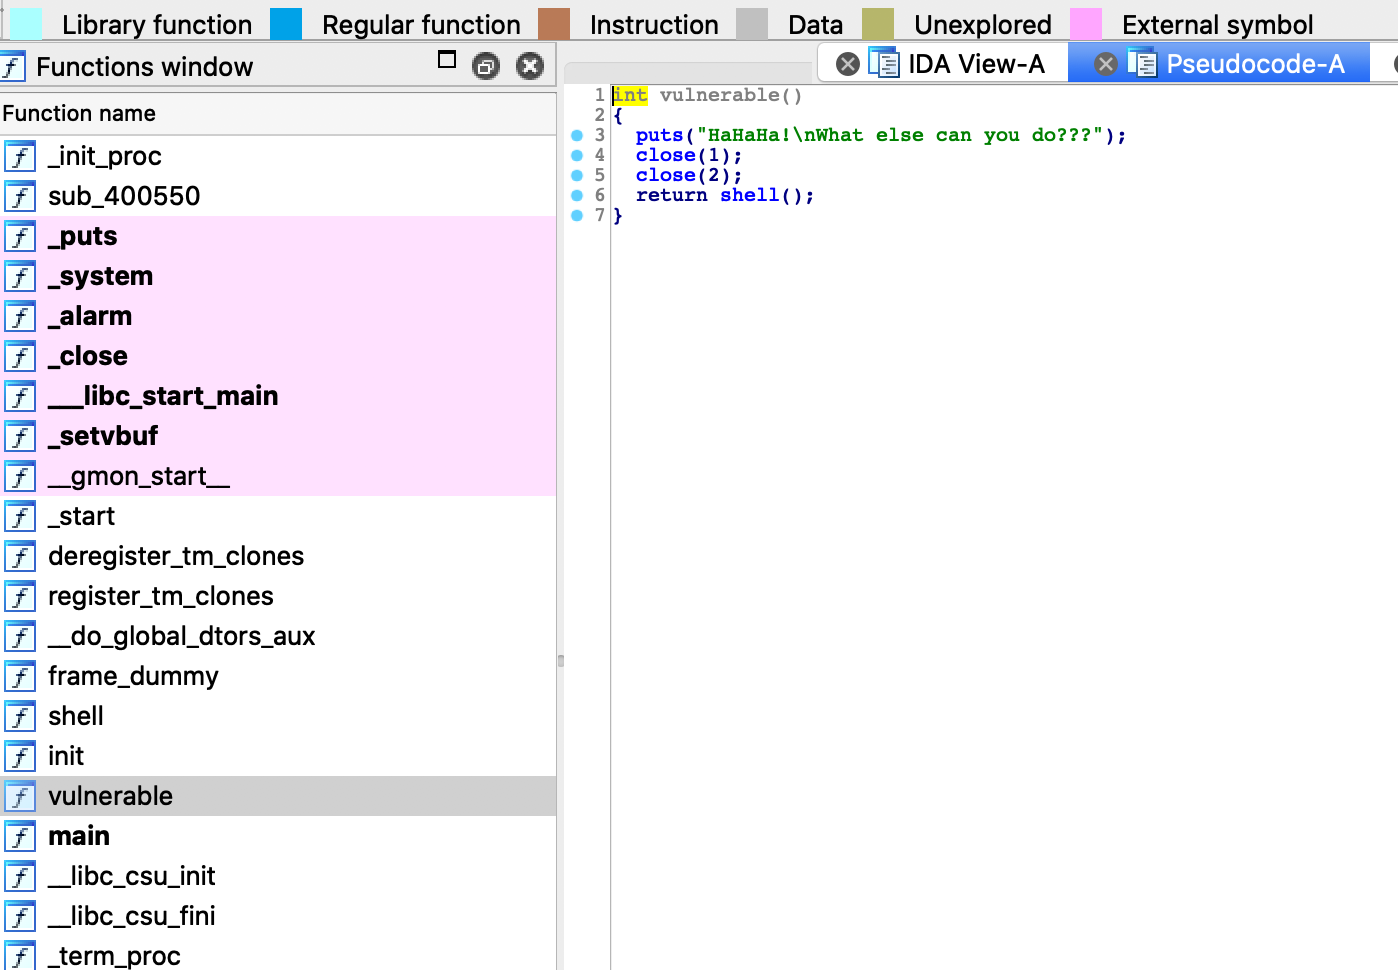 Library function Regular function Instruction Data Unexplored External symbol
Functions window
IDA View-A Pseudocode-A
Function name
_init_proc
sub_400550
_puts
_system
_alarm
_close
___libc_start_main
_setvbuf
__gmon_start__
_start
deregister_tm_clones
register_tm_clones
__do_global_dtors_aux
frame_dummy
shell
init
vulnerable
main
__libc_csu_init
__libc_csu_fini
_term_proc
1 int vulnerable()
2 {
3 puts("HaHaHa!\nWhat else can you do???");
4 close(1);
5 close(2);
6 return shell();
7 }